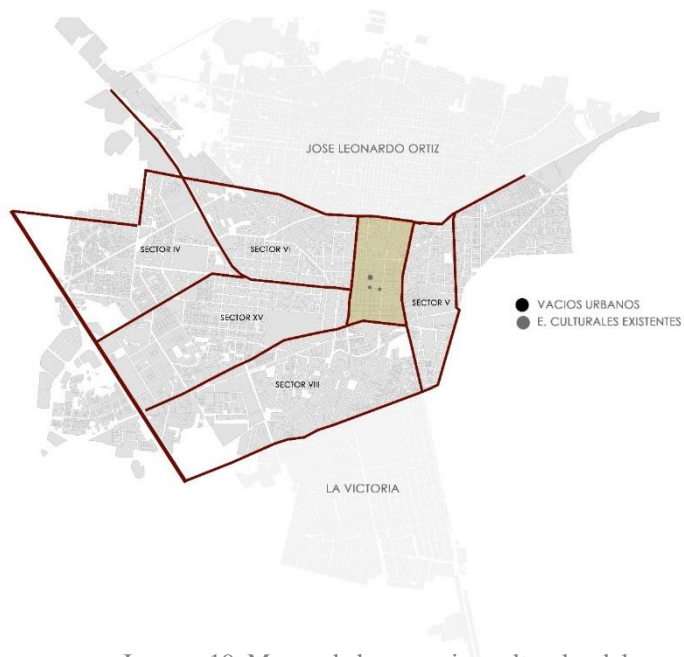 JOSE LEONARDO ORTIZ
SECTOR IV
SECTOR VI
SECTOR V
VACIOS URBANOS
E. CULTURALES EXISTENTES
SECTOR XV
SECTOR VIII
LA VICTORIA